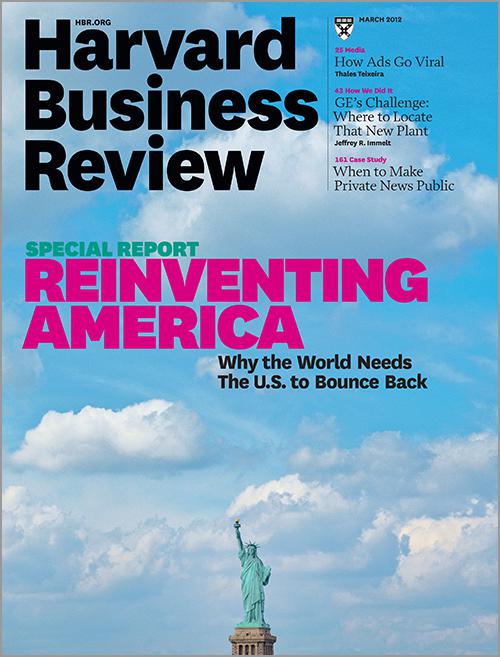 HBR.ORG
Harvard
Business
Review
MARCH 2012
25 Media
How Ads Go Viral
Thales Teixeira
43 How We Did It
GE's Challenge:
Where to Locate
That New Plant
Jeffrey R. Immelt
161 Case Study
When to Make
Private News Public
SPECIAL REPORT
REINVENTING
AMERICA
Why the World Needs
The U.S. to Bounce Back